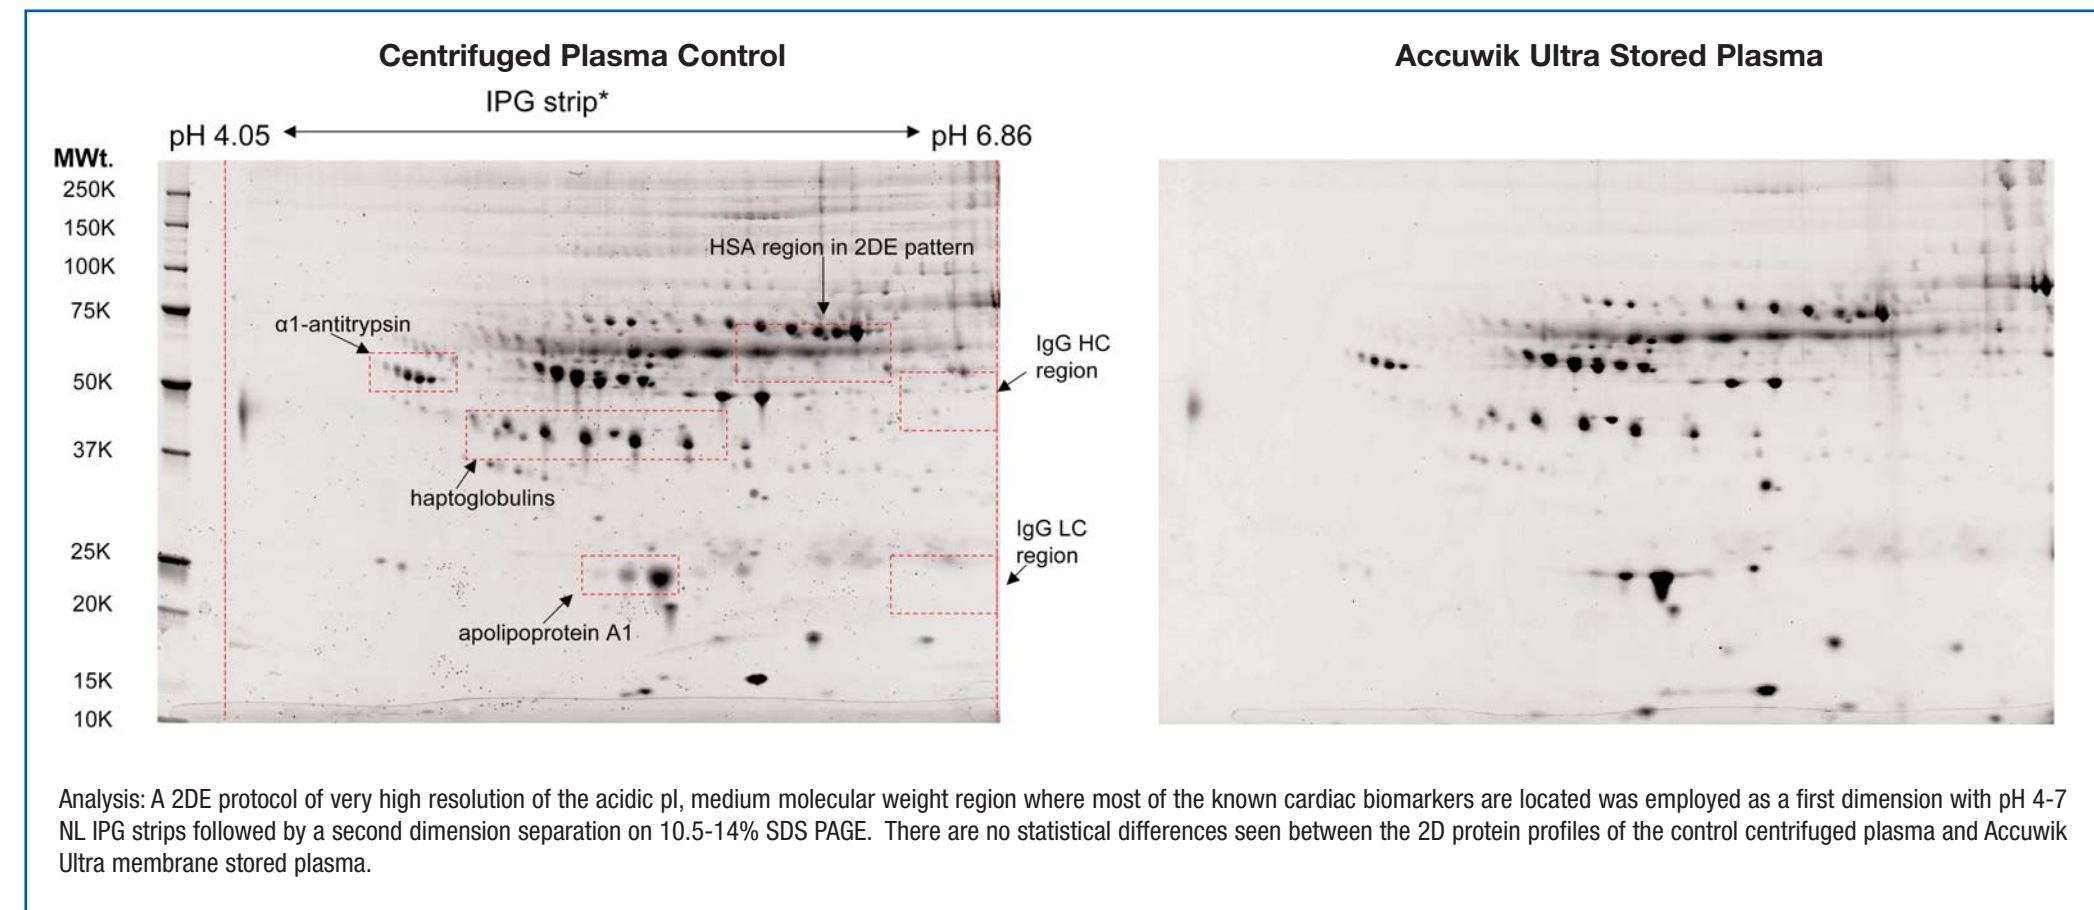 Centrifuged Plasma Control
IPG strip*
pH 4.05
pH 6.86
MWt.
250K
150K
100K
75K
50K
37K
25K
20K
15K
10K
HSA region in 2DE pattern
α1-antitrypsin
IgG HC
region
haptoglobulins
IgG LC
region
apolipoprotein A1
Accuwik Ultra Stored Plasma
Analysis: A 2DE protocol of very high resolution of the acidic pI, medium molecular weight region where most of the known cardiac biomarkers are located was employed as a first dimension with pH 4-7
NL IPG strips followed by a second dimension separation on 10.5-14% SDS PAGE.  There are no statistical differences seen between the 2D protein profiles of the control centrifuged plasma and Accuwik
Ultra membrane stored plasma.